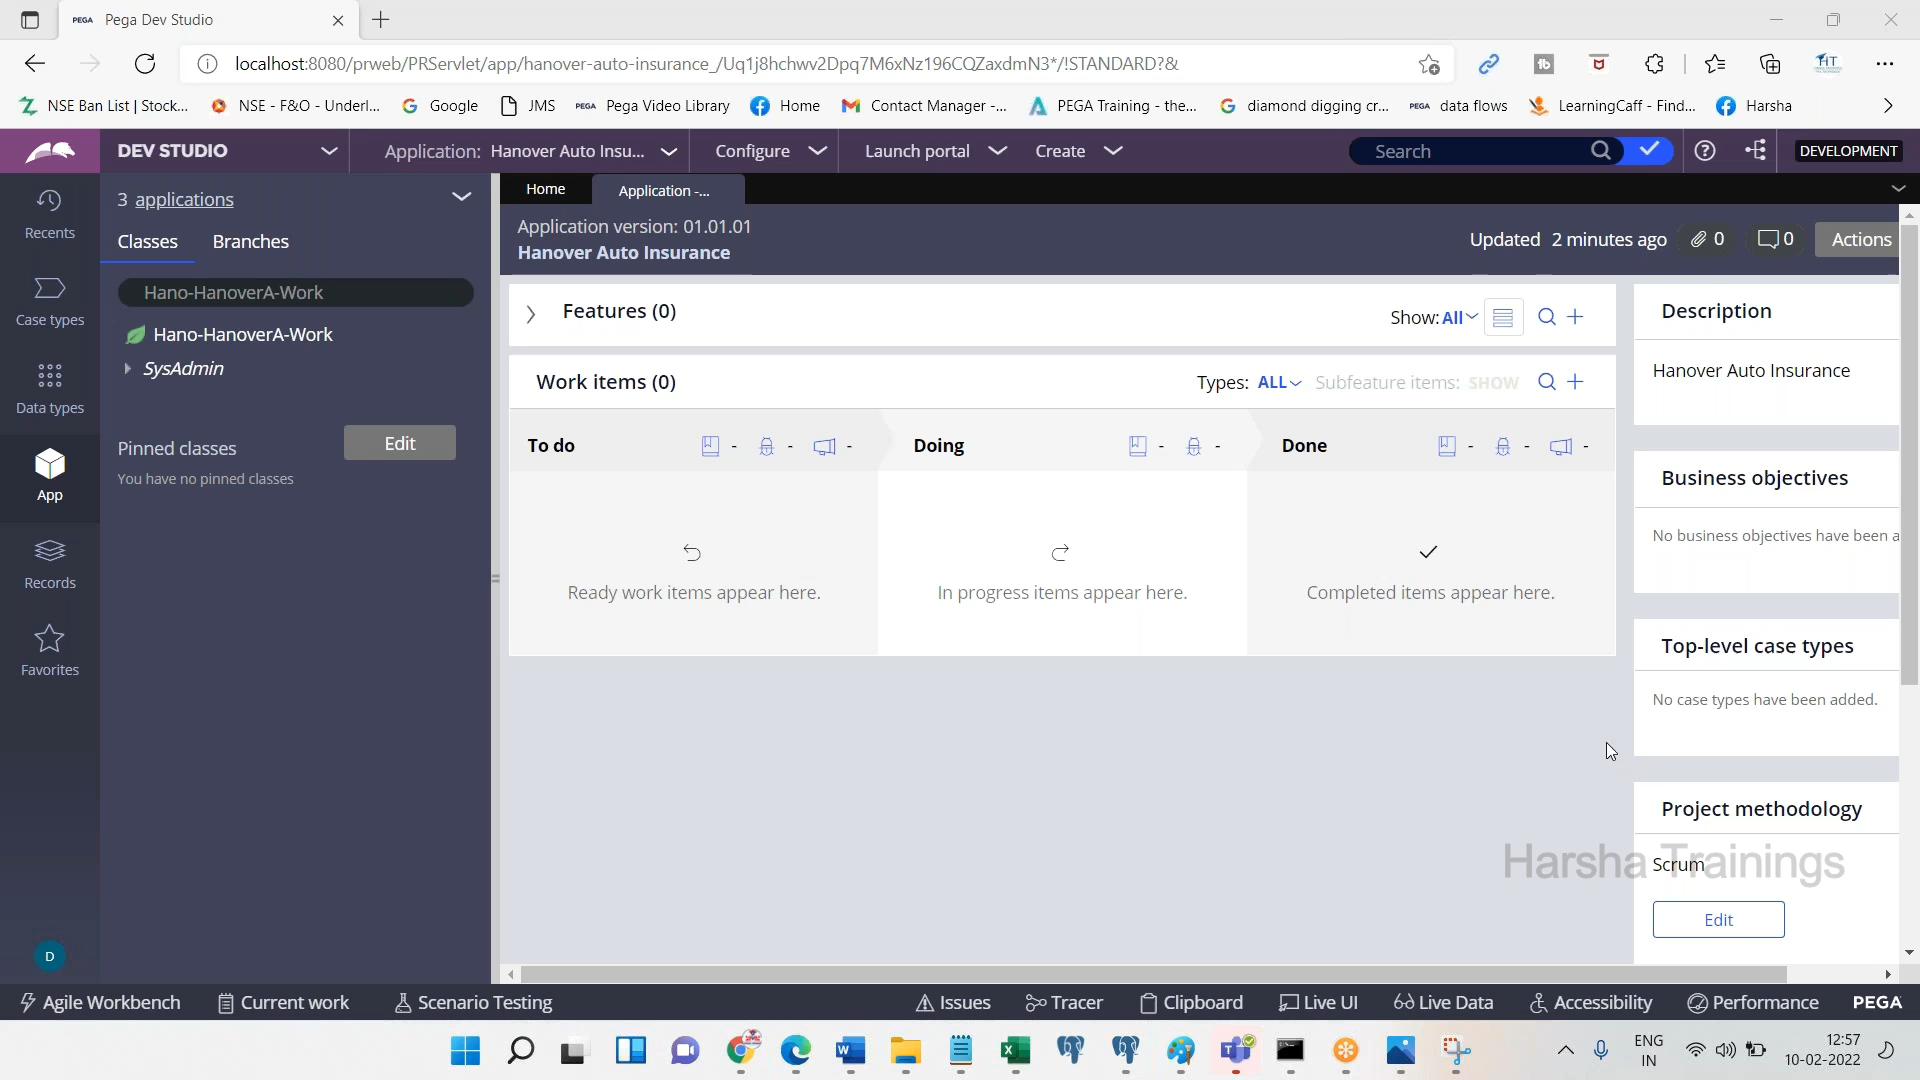 PEGA Pega Dev Studio
localhost:8080/prweb/PRServlet/app/hanover-auto-insurance_/Uq1j8hchwv2Dpq7M6xNz196CQZaxdmN3*/!STANDARD?&
NSE Ban List | Stock... NSE - F&O - Underl... Google JMS PEGA Pega Video Library Home Contact Manager -... PEGA Training - the... diamond digging cr... PEGA data flows LearningCaff - Find... Harsha
DEV STUDIO Application: Hanover Auto Insu... Configure Launch portal Create Search DEVELOPMENT
Recents
Case types
Data types
App
Records
Favorites
D
3 applications
Classes Branches
Hano-HanoverA-Work
Hano-HanoverA-Work
SysAdmin
Pinned classes Edit
You have no pinned classes
Home Application -...
Application version: 01.01.01
Hanover Auto Insurance
Updated 2 minutes ago 0 0 Actions
Features (0) Show: All
Work items (0) Types: ALL Subfeature items: SHOW
To do - - - Doing - - Done - - -
Ready work items appear here. In progress items appear here. Completed items appear here.
Description
Hanover Auto Insurance
Business objectives
No business objectives have been a
Top-level case types
No case types have been added.
Project methodology
Scrum
Harsha Trainings
Edit
Agile Workbench Current work Scenario Testing Issues Tracer Clipboard Live UI Live Data Accessibility Performance PEGA
ENG
IN
12:57
10-02-2022